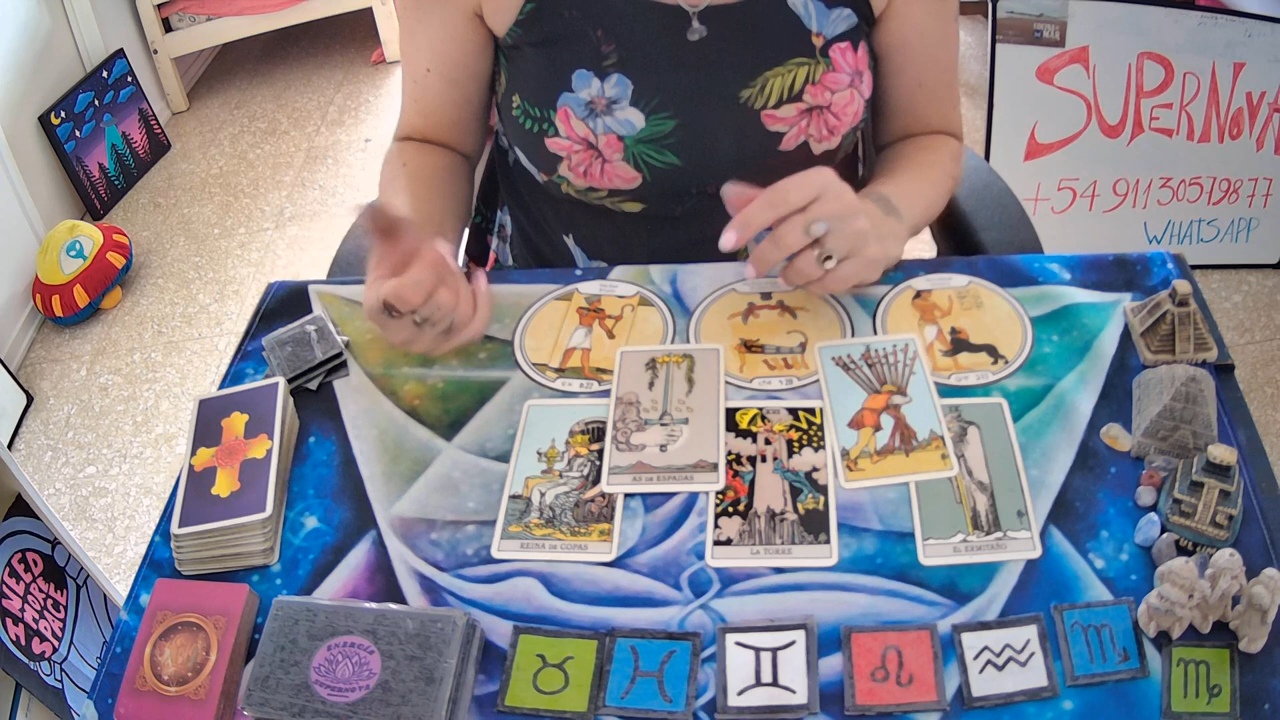 SUPERNOVA
+54 91130579877
WHATSAPP
AS DE ESPADAS
REINA DE COPAS
LA TORRE
EL ERMITAÑO
I NEED
MORE
SPACE
ENERGIA
SUPERNOVA